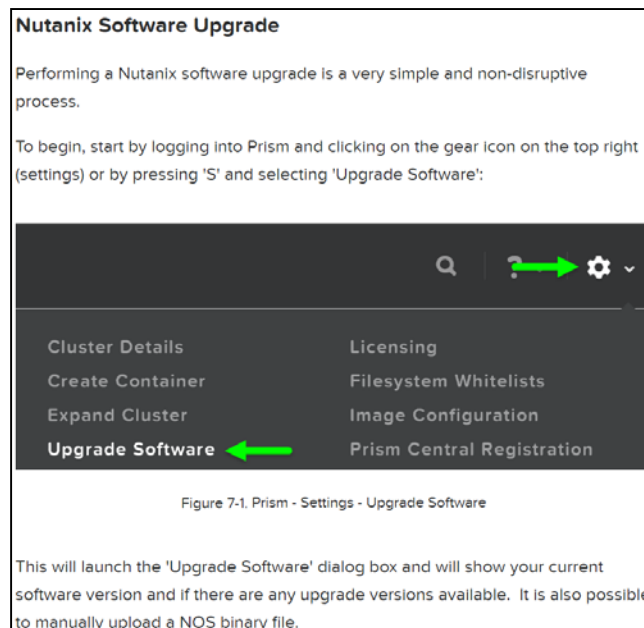 Nutanix Software Upgrade
Performing a Nutanix software upgrade is a very simple and non-disruptive
process.
To begin, start by logging into Prism and clicking on the gear icon on the top right
(settings) or by pressing 'S' and selecting 'Upgrade Software':
?
Cluster Details
Licensing
Create Container
Filesystem Whitelists
Expand Cluster
Image Configuration
Upgrade Software
Prism Central Registration
Figure 7-1. Prism - Settings - Upgrade Software
This will launch the 'Upgrade Software' dialog box and will show your current
software version and if there are any upgrade versions available. It is also possible
to manually upload a NOS binary file.